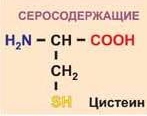 СЕРОСОДЕРЖАЩИЕ
H₂N – CH – COOH
CH₂
SH Цистеин